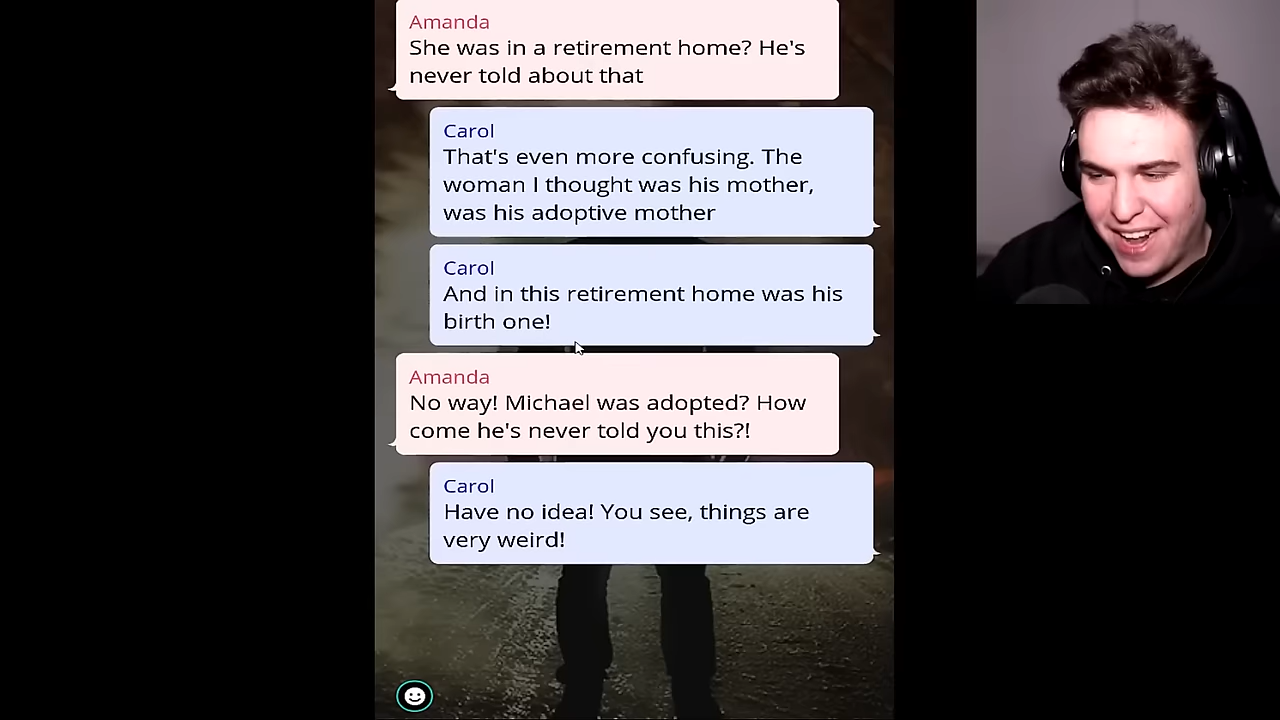 Amanda
She was in a retirement home? He's
never told about that
Carol
That's even more confusing. The
woman I thought was his mother,
was his adoptive mother
Carol
And in this retirement home was his
birth one!
Amanda
No way! Michael was adopted? How
come he's never told you this?!
Carol
Have no idea! You see, things are
very weird!